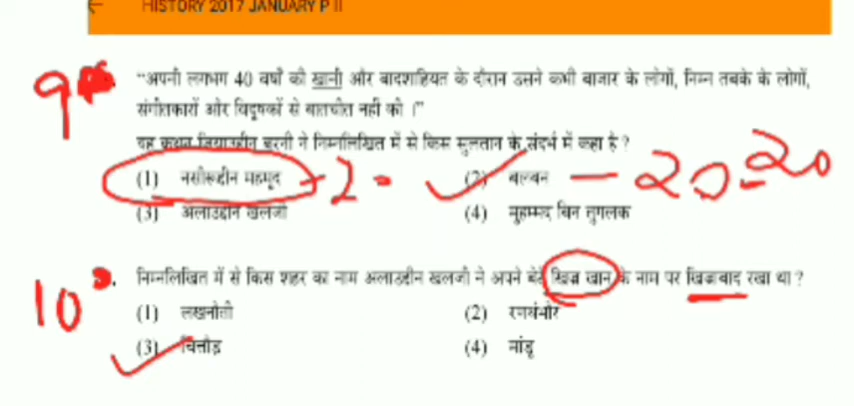 HISTORY 2017 JANUARY P II
9 "अपनी लगभग 40 वर्षों की खानी और बादशाहियत के दौरान उसने कभी बाजार के लोगों, निम्न तबके के लोगों,
संगीतकारों और विदूषकों से बातचीत नहीं की ।"
यह कथन जियाउद्दीन बरनी ने निम्नलिखित में से किस सुल्तान के संदर्भ में कहा है ?
(1) नसीरूद्दीन महमूद - 2 - (2) बलबन - 20-20
(3) अलाउद्दीन खलजी (4) मुहम्मद बिन तुगलक
10 . निम्नलिखित में से किस शहर का नाम अलाउद्दीन खलजी ने अपने बेटे खिज्र खान के नाम पर खिज्राबाद रखा था ?
(1) लखनौती (2) रणथंभौर
(3) चित्तौड़ (4) मांडू